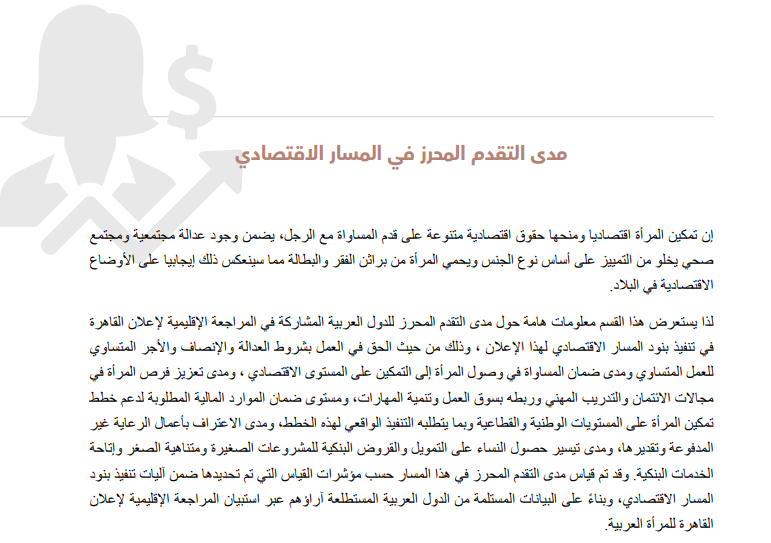 $
مدى التقدم المحرز في المسار الاقتصادي
إن تمكين المرأة اقتصاديا ومنحها حقوق اقتصادية متنوعة على قدم المساواة مع الرجل، يضمن وجود عدالة مجتمعية ومجتمع
صحي يخلو من التمييز على أساس نوع الجنس ويحمي المرأة من براثن الفقر والبطالة مما سينعكس ذلك إيجابيا على الأوضاع
الاقتصادية في البلاد.
لذا يستعرض هذا القسم معلومات هامة حول مدى التقدم المحرز للدول العربية المشاركة في المراجعة الإقليمية لإعلان القاهرة
في تنفيذ بنود المسار الاقتصادي لهذا الإعلان ، وذلك من حيث الحق في العمل بشروط العدالة والإنصاف والأجر المتساوي
للعمل المتساوي ومدى ضمان المساواة في وصول المرأة إلى التمكين على المستوى الاقتصادي ، ومدى تعزيز فرص المرأة في
مجالات الائتمان والتدريب المهني وربطه بسوق العمل وتنمية المهارات، ومستوى ضمان الموارد المالية المطلوبة لدعم خطط
تمكين المرأة على المستويات الوطنية والقطاعية وبما يتطلبه التنفيذ الواقعي لهذه الخطط، ومدى الاعتراف بأعمال الرعاية غير
المدفوعة وتقديرها، ومدى تيسير حصول النساء على التمويل والقروض البنكية للمشروعات الصغيرة ومتناهية الصغر وإتاحة
الخدمات البنكية. وقد تم قياس مدى التقدم المحرز في هذا المسار حسب مؤشرات القياس التي تم تحديدها ضمن آليات تنفيذ بنود
المسار الاقتصادي، وبناءً على البيانات المستلمة من الدول العربية المستطلعة آراؤهم عبر استبيان المراجعة الإقليمية لإعلان
القاهرة للمرأة العربية.